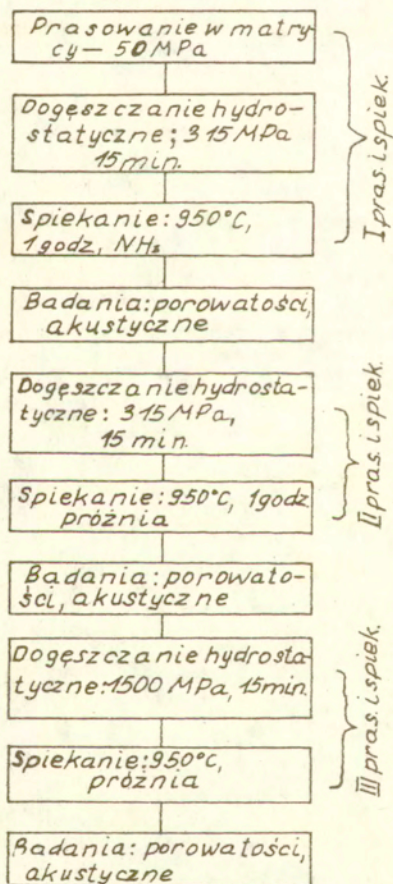 Prasowanie w matry-
cy — 50 MPa
Dogęszczanie hydro-
statyczne; 315 MPa
15 min.
Spiekanie: 950°C,
1 godz, NH₃
I pras. i spiek.
Badania: porowatości,
akustyczne
Dogęszczanie hydrosta-
tyczne: 315 MPa,
15 min.
Spiekanie: 950°C, 1 godz
próżnia
II pras. i spiek.
Badania: porowato-
ści, akustyczne
Dogęszczanie hydrosta-
tyczne: 1500 MPa, 15 min.
Spiekanie: 950°C,
próżnia
III pras. i spiek.
Badania: porowatości,
akustyczne